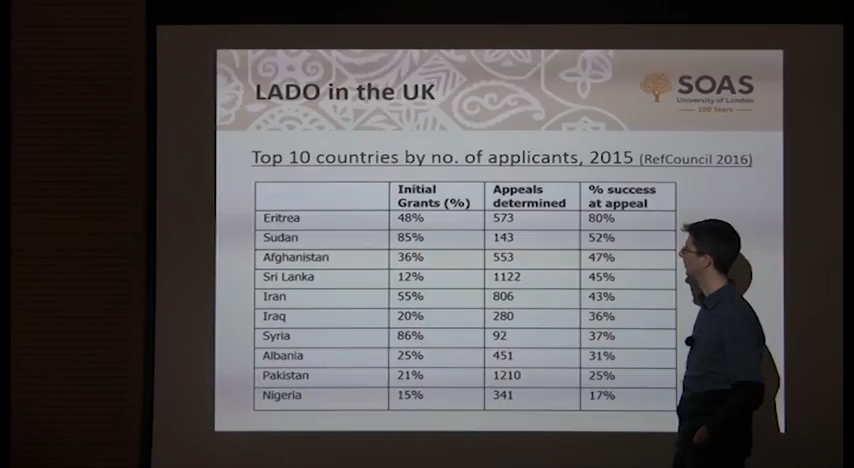 LADO in the UK
SOAS
University of London
100 Years
Top 10 countries by no. of applicants, 2015 (RefCouncil 2016)
Initial Grants (%) Appeals determined % success at appeal
Eritrea 48% 573 80%
Sudan 85% 143 52%
Afghanistan 36% 553 47%
Sri Lanka 12% 1122 45%
Iran 55% 806 43%
Iraq 20% 280 36%
Syria 86% 92 37%
Albania 25% 451 31%
Pakistan 21% 1210 25%
Nigeria 15% 341 17%